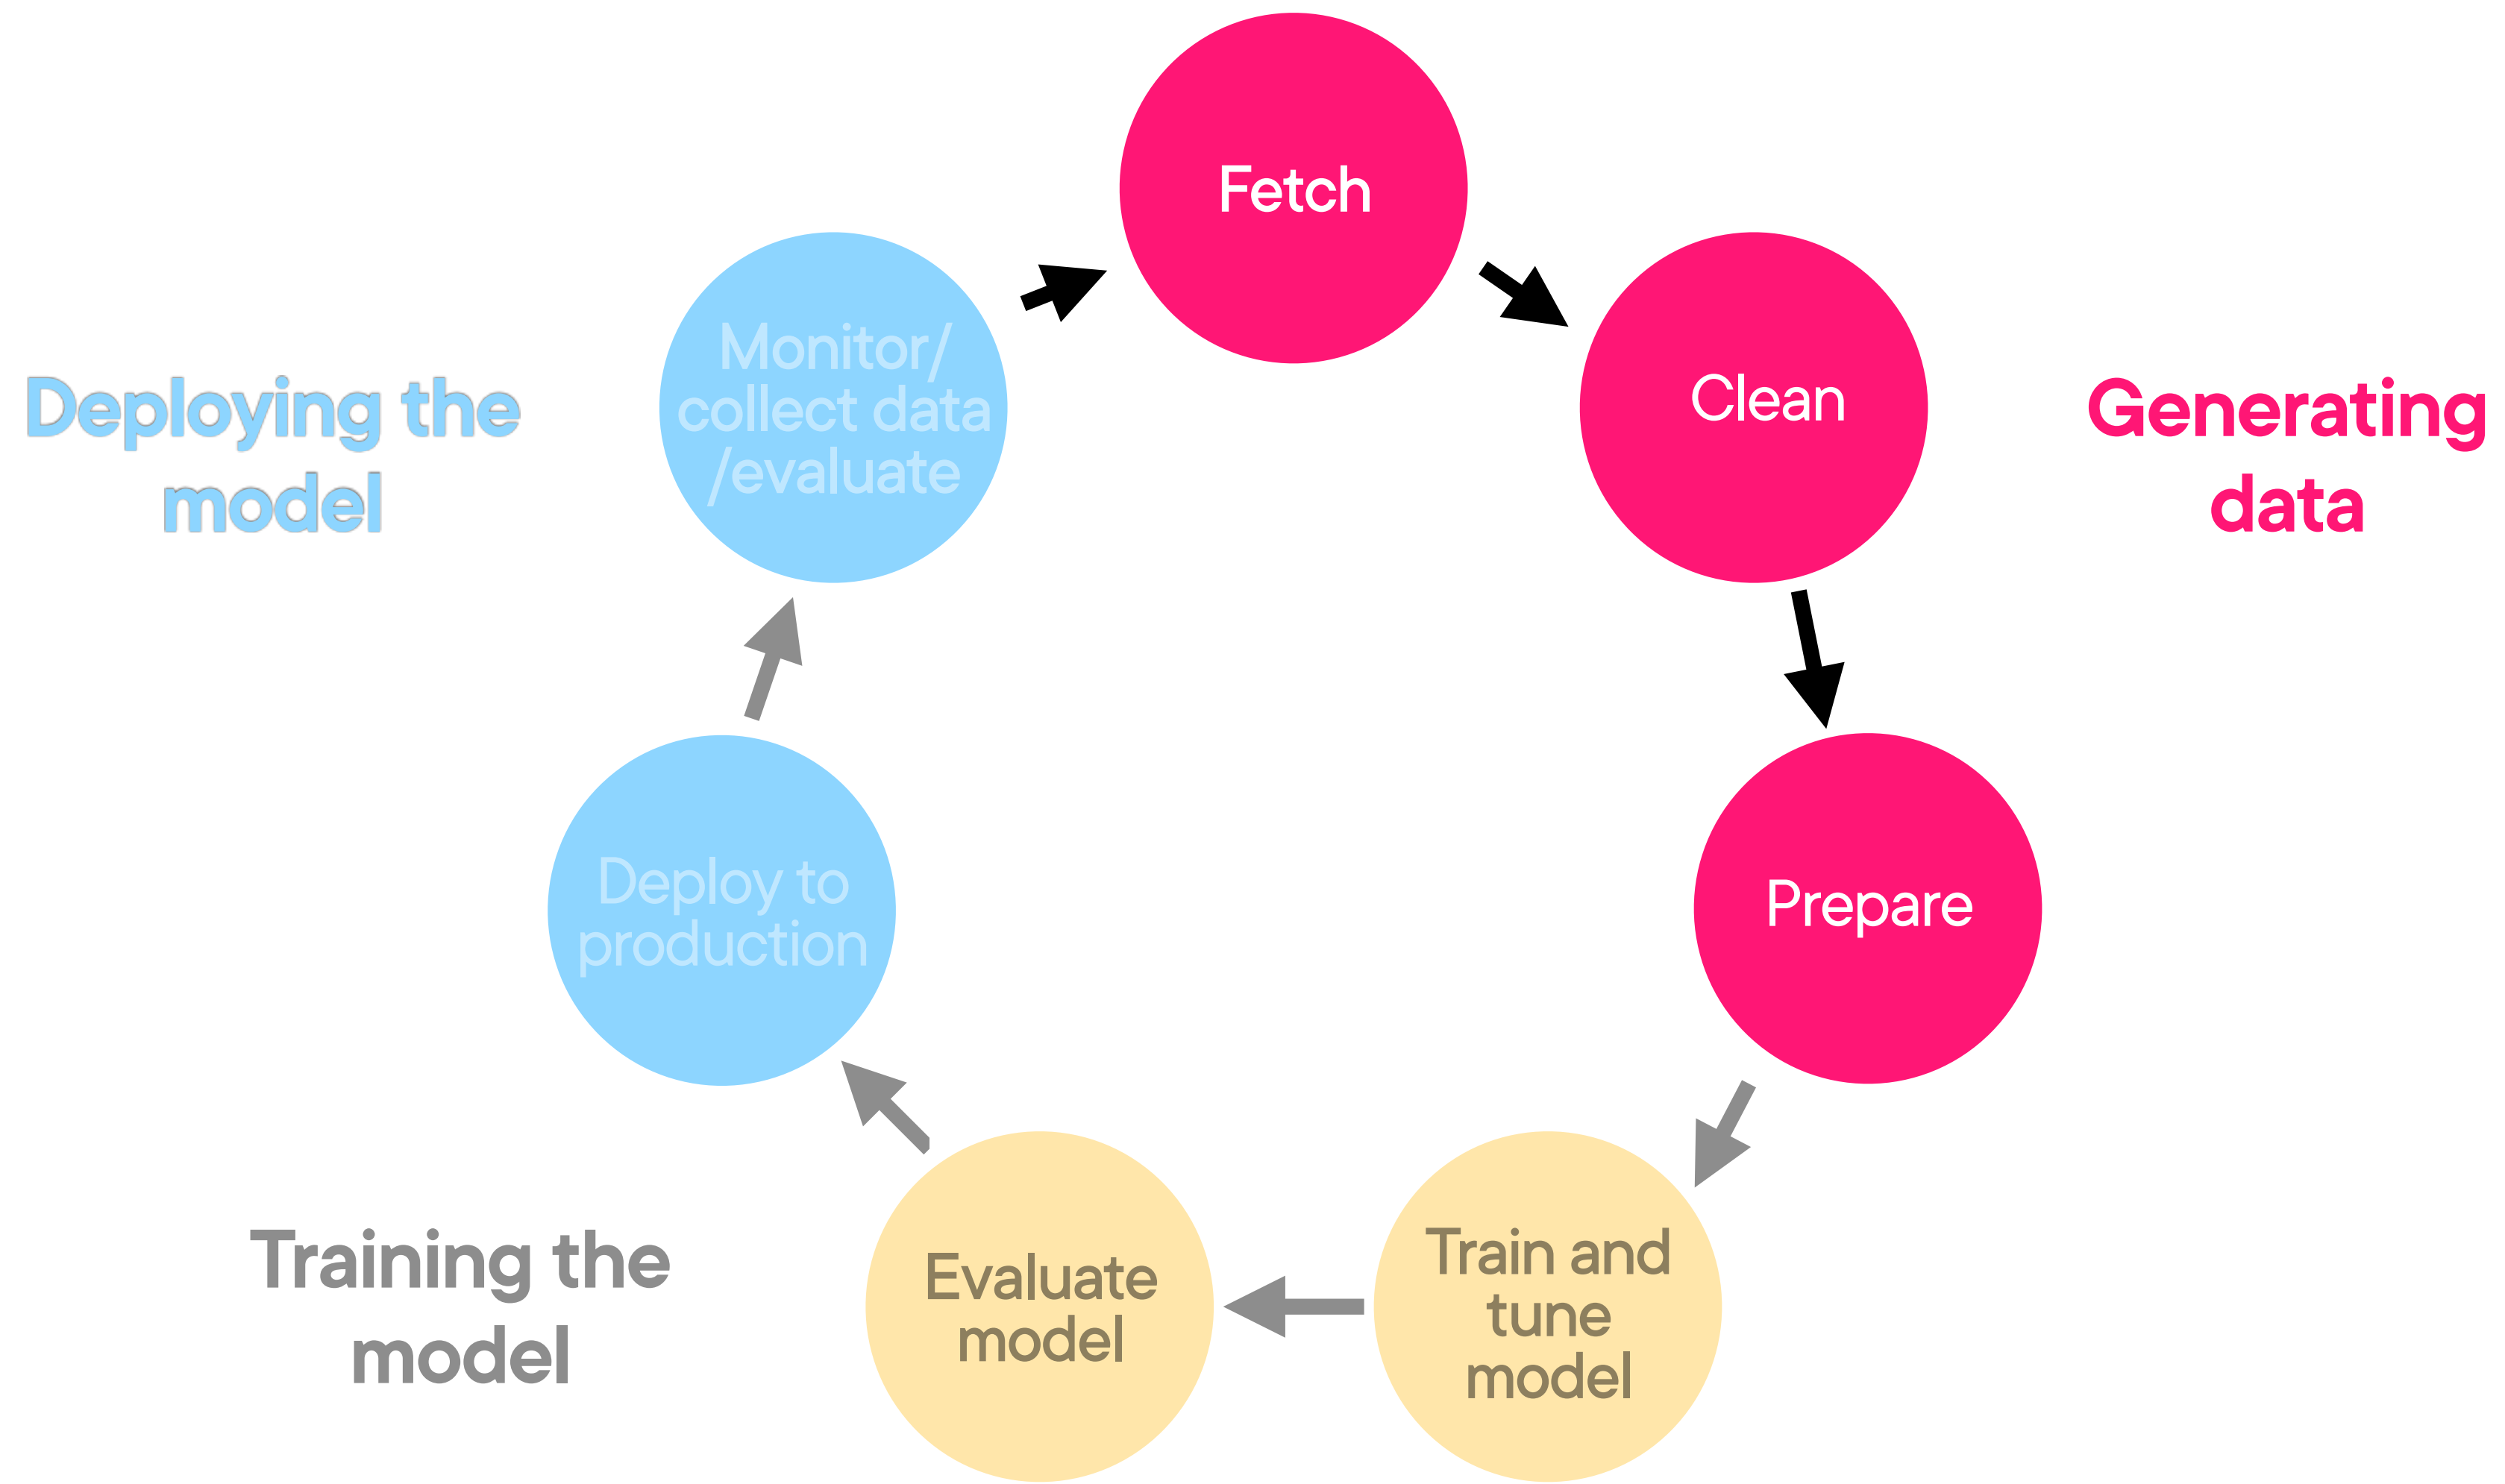 Fetch
Clean
Generating
data
Prepare
Train and
tune
model
Evaluate
model
Training the
model
Deploy to
production
Monitor/
collect data
/evaluate
Deploying the
model